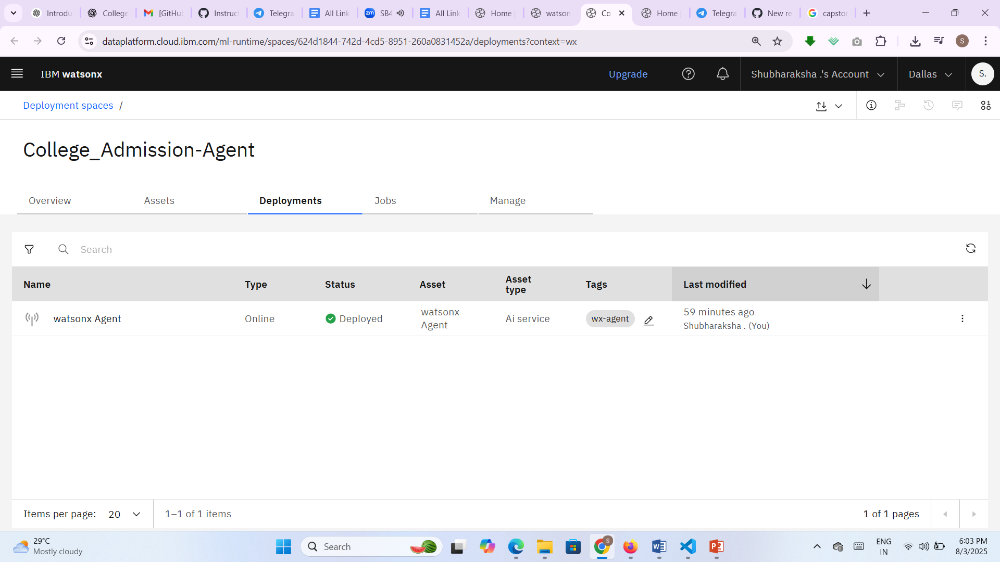 Introdu
College
[GitHub
Instruct
Telegra
All Link
zm SB4
All Link
Home |
watson
Co
Home |
Telegra
New re
capstor
dataplatform.cloud.ibm.com/ml-runtime/spaces/624d1844-742d-4cd5-8951-260a0831452a/deployments?context=wx
S
IBM watsonx
Upgrade
Shubharaksha .'s Account
Dallas
S.
Deployment spaces /
College_Admission-Agent
Overview
Assets
Deployments
Jobs
Manage
Search
Name
Type
Status
Asset
Asset
type
Tags
Last modified
watsonx Agent
Online
Deployed
watsonx
Agent
Ai service
wx-agent
59 minutes ago
Shubharaksha . (You)
Items per page: 20
1–1 of 1 items
1 of 1 pages
29°C
Mostly cloudy
Search
S
ENG
IN
6:03 PM
8/3/2025